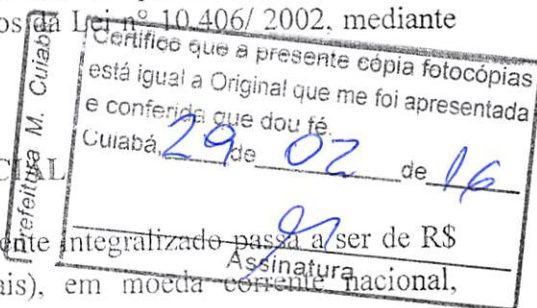 os da Lei nº 10.406/ 2002, mediante
Prefeitura M. Cuiabá
Certifico que a presente cópia fotocópias
está igual a Original que me foi apresentada
e conferida que dou fé.
Cuiabá, 29 de 02 de 16
Assinatura
integralizado passa a ser de R$
ais), em moeda corrente nacional,